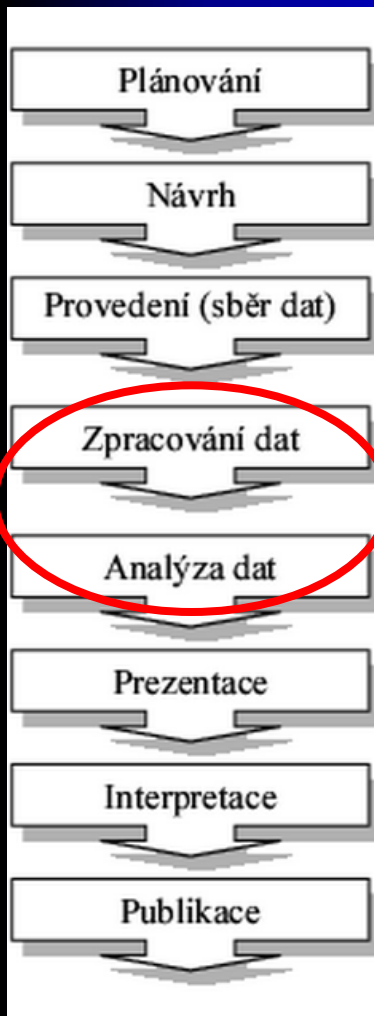 Plánování
Návrh
Provedení (sběr dat)
Zpracování dat
Analýza dat
Prezentace
Interpretace
Publikace